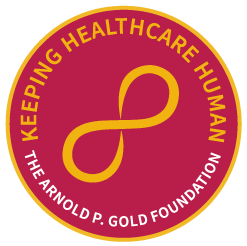 KEEPING HEALTHCARE HUMAN
THE ARNOLD P. GOLD FOUNDATION